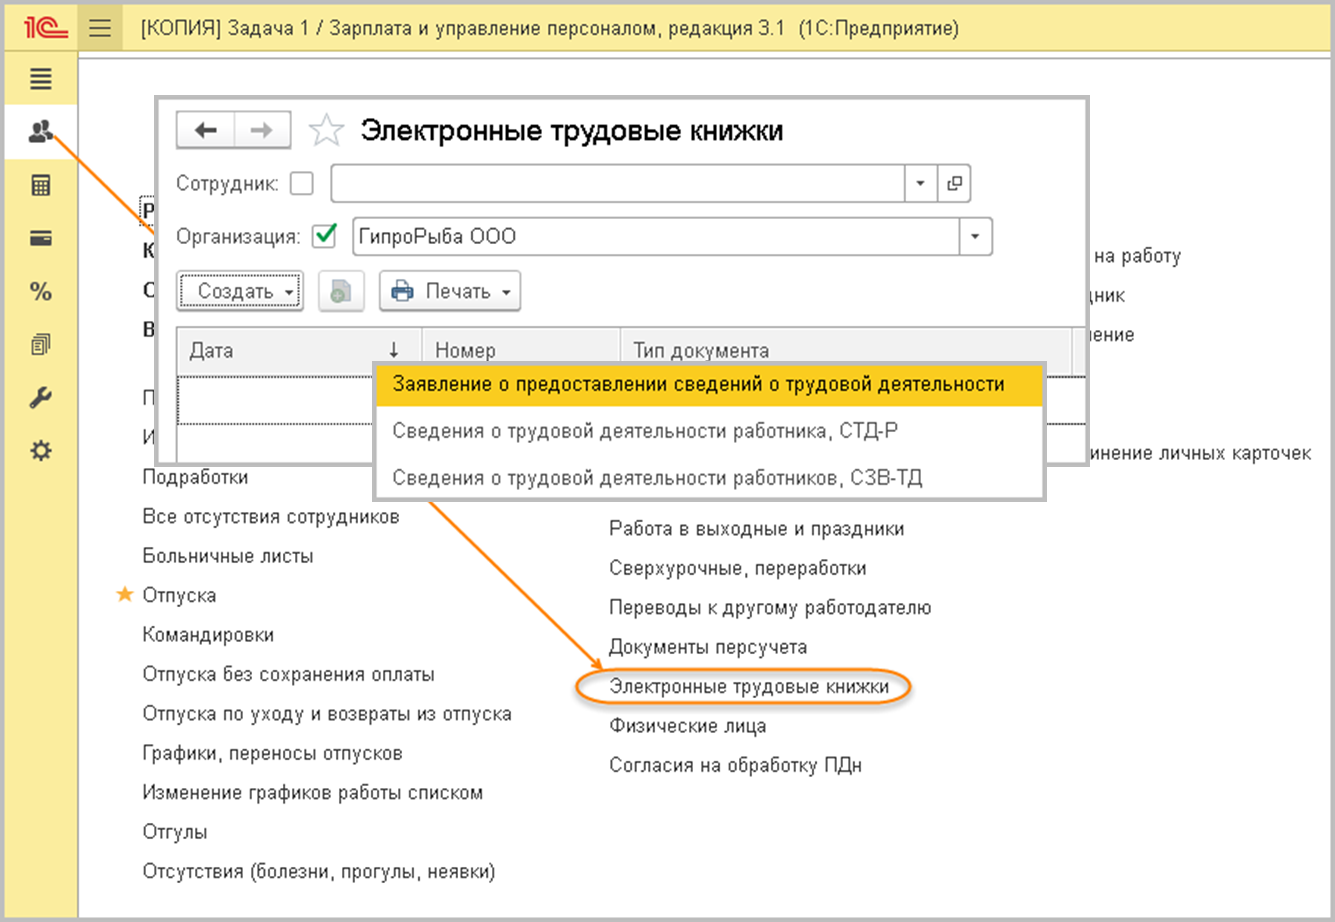 1С [КОПИЯ] Задача 1 / Зарплата и управление персоналом, редакция 3.1 (1С:Предприятие)
Электронные трудовые книжки
Сотрудник:
Организация: ГипроРыба ООО
Создать Печать
Дата ↓ Номер Тип документа
Заявление о предоставлении сведений о трудовой деятельности
Сведения о трудовой деятельности работника, СТД-Р
Сведения о трудовой деятельности работников, СЗВ-ТД
на работу
Подработки
Все отсутствия сотрудников
Больничные листы
Отпуска
Командировки
Отпуска без сохранения оплаты
Отпуска по уходу и возвраты из отпуска
Графики, переносы отпусков
Изменение графиков работы списком
Отгулы
Отсутствия (болезни, прогулы, неявки)
Работа в выходные и праздники
Сверхурочные, переработки
Переводы к другому работодателю
Документы персучета
Электронные трудовые книжки
Физические лица
Согласия на обработку ПДн
личных карточек